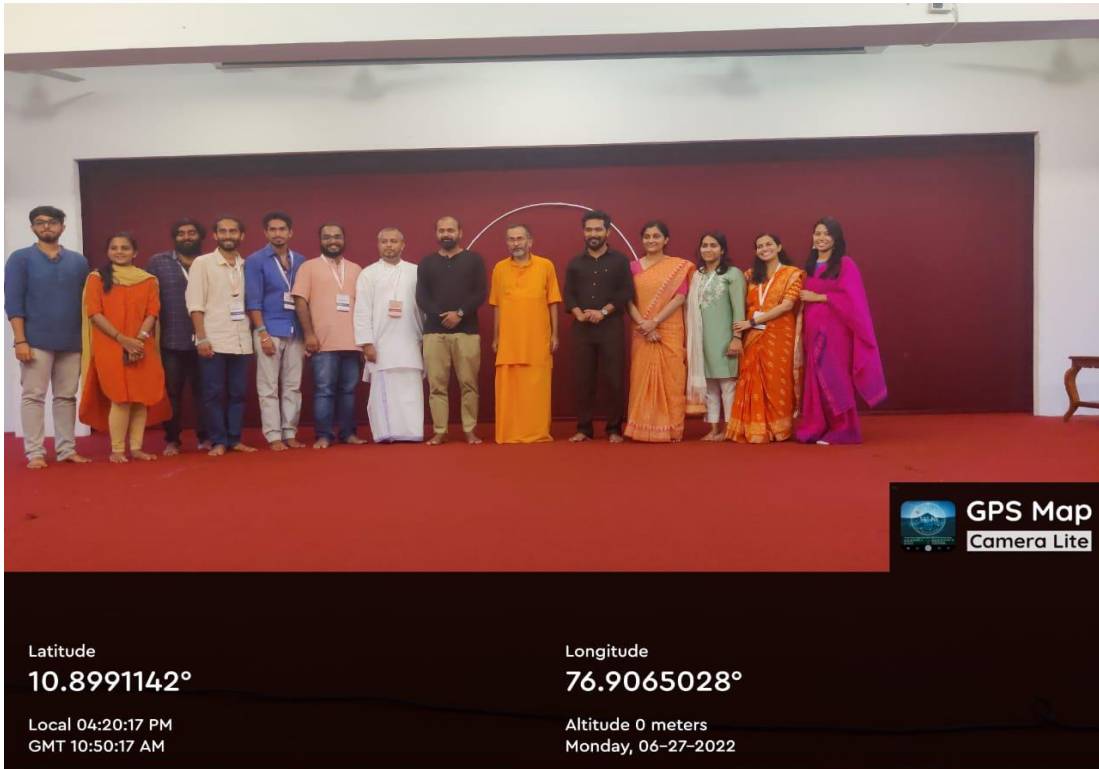 GPS Map
Camera Lite
Latitude
10.8991142°
Longitude
76.9065028°
Local 04:20:17 PM
GMT 10:50:17 AM
Altitude 0 meters
Monday, 06-27-2022